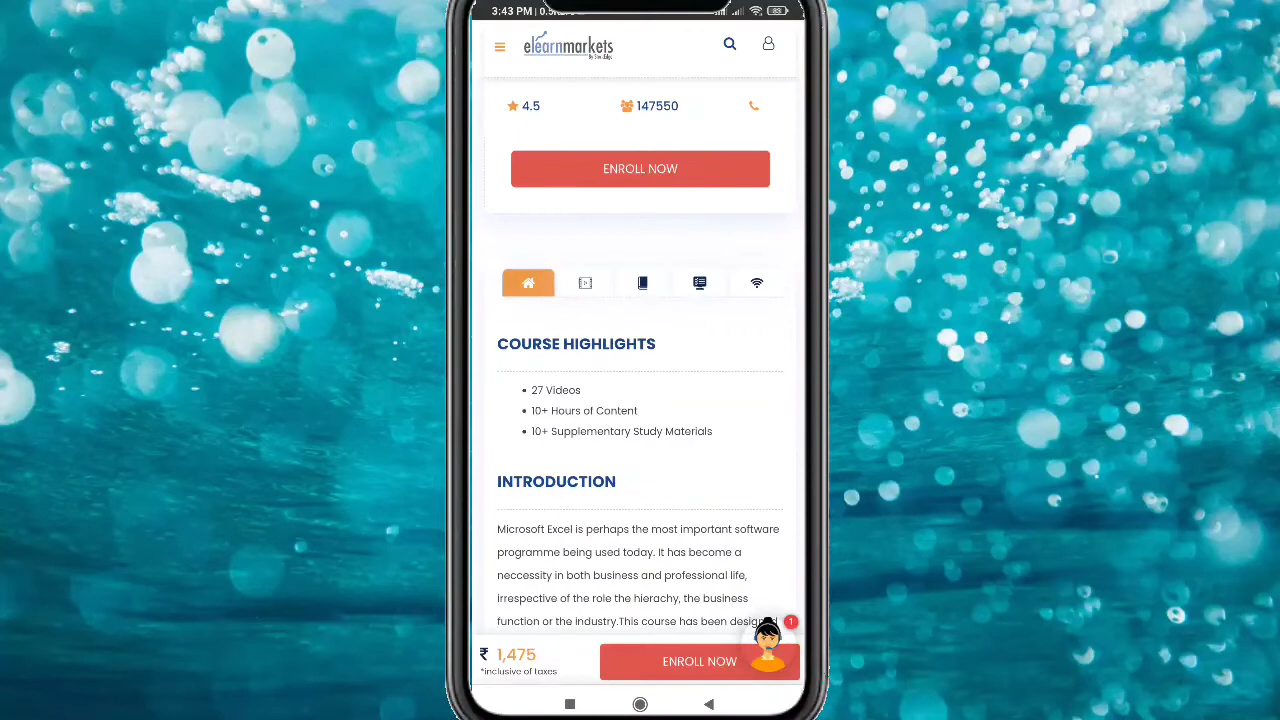 3:43 PM
83
elearnmarkets
4.5
147550
ENROLL NOW
COURSE HIGHLIGHTS
27 Videos
10+ Hours of Content
10+ Supplementary Study Materials
INTRODUCTION
Microsoft Excel is perhaps the most important software
programme being used today. It has become a
neccessity in both business and professional life,
irrespective of the role the hierachy, the business
function or the industry.This course has been designed
1
₹ 1,475
ENROLL NOW
*inclusive of taxes